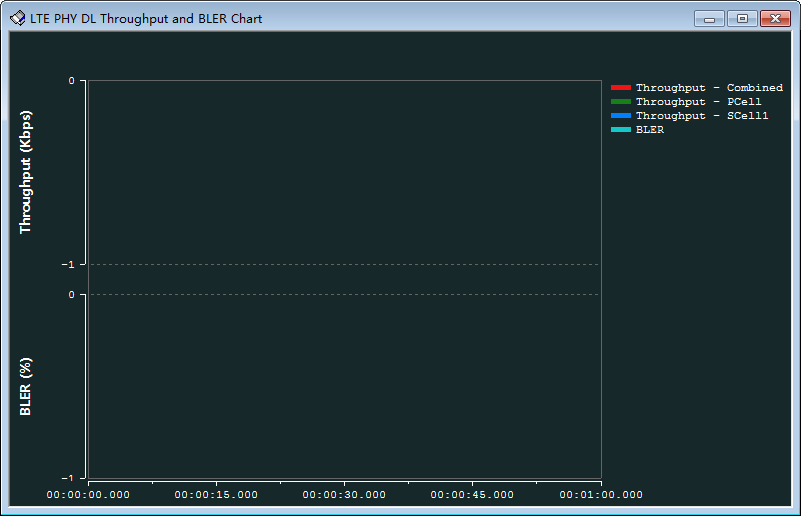 LTE PHY DL Throughput and BLER Chart
Throughput (Kbps)
0
-1
Throughput - Combined
Throughput - PCell
Throughput - SCell1
BLER
BLER (%)
0
-1
00:00:00.000 00:00:15.000 00:00:30.000 00:00:45.000 00:01:00.000